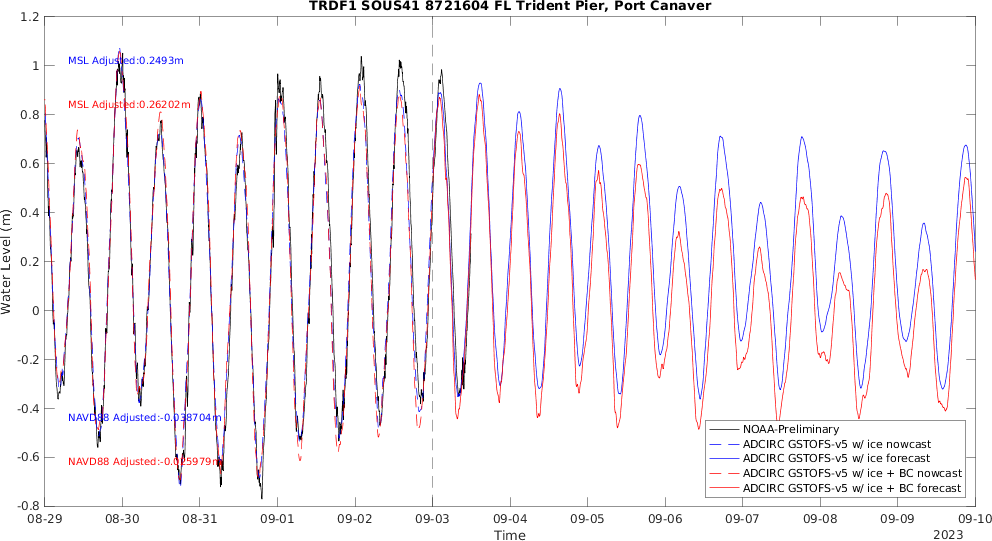 TRDF1 SOUS41 8721604 FL Trident Pier, Port Canaver
1.2
1
0.8
0.6
0.4
0.2
0
-0.2
-0.4
-0.6
-0.8
Water Level (m)
MSL Adjusted:0.2493m
MSL Adjusted:0.26202m
NAVD88 Adjusted:-0.038704m
NAVD88 Adjusted:-0.025979m
NOAA-Preliminary
ADCIRC GSTOFS-v5 w/ ice nowcast
ADCIRC GSTOFS-v5 w/ ice forecast
ADCIRC GSTOFS-v5 w/ ice + BC nowcast
ADCIRC GSTOFS-v5 w/ ice + BC forecast
08-29 08-30 08-31 09-01 09-02 09-03 09-04 09-05 09-06 09-07 09-08 09-09 09-10
Time
2023